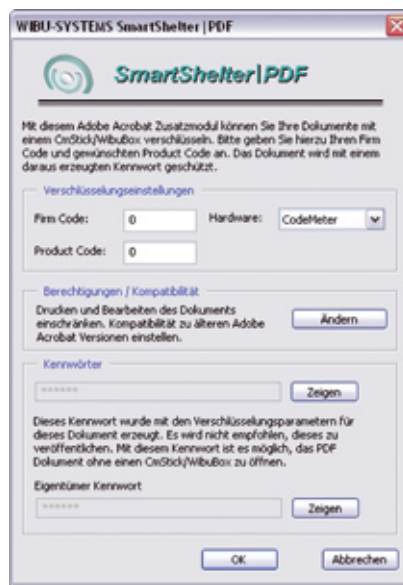 WIBU-SYSTEMS SmartShelter | PDF
SmartShelter|PDF
Mit diesem Adobe Acrobat Zusatzmodul können Sie Ihre Dokumente mit
einem CmStick/WibuBox verschlüsseln. Bitte geben Sie hierzu Ihren Firm
Code und gewünschten Product Code an. Das Dokument wird mit einem
daraus erzeugten Kennwort geschützt.
Verschlüsselungseinstellungen
Firm Code: 0 Hardware: CodeMeter
Product Code: 0
Berechtigungen / Kompatibilität
Drucken und Bearbeiten des Dokuments
einschränken. Kompatibilität zu älteren Adobe
Acrobat Versionen einstellen.
Ändern
Kennwörter
****** Zeigen
Dieses Kennwort wurde mit den Verschlüsselungsparametern für
dieses Dokument erzeugt. Es wird nicht empfohlen, dieses zu
veröffentlichen. Mit diesem Kennwort ist es möglich, das PDF
Dokument ohne einen CmStick/WibuBox zu öffnen.
Eigentümer Kennwort
****** Zeigen
OK Abbrechen